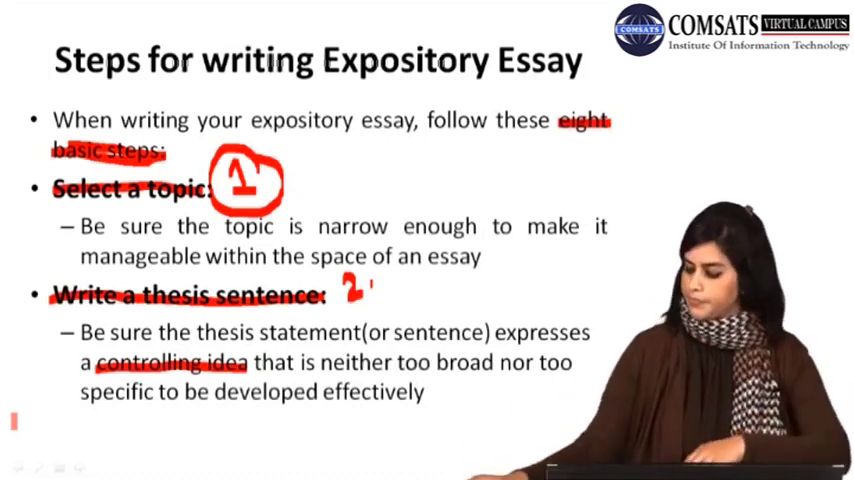 COMSATS VIRTUAL CAMPUS
Institute Of Information Technology
COMSATS
Steps for writing Expository Essay
• When writing your expository essay, follow these eight
basic steps:
• Select a topic: 1
– Be sure the topic is narrow enough to make it
manageable within the space of an essay
• Write a thesis sentence: 2
– Be sure the thesis statement(or sentence) expresses
a controlling idea that is neither too broad nor too
specific to be developed effectively